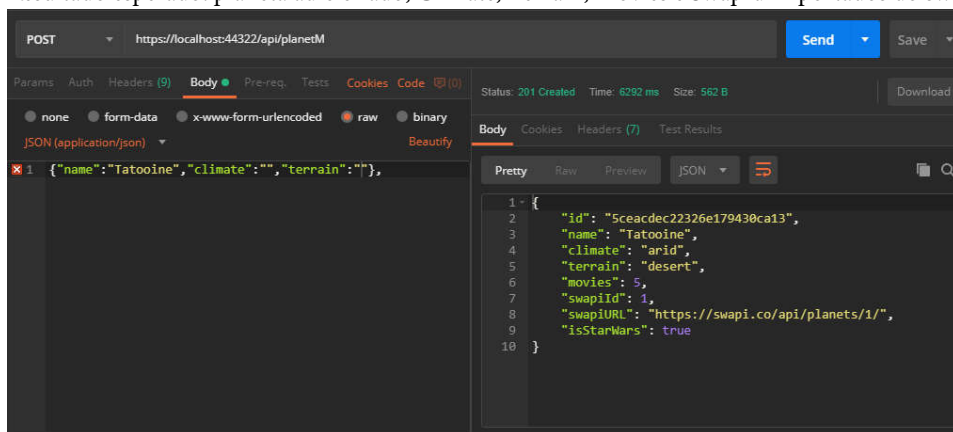 POST https://localhost:44322/api/planetM Send Save
Params Auth Headers (9) Body Pre-req. Tests Cookies Code (0)
none form-data x-www-form-urlencoded raw binary
JSON (application/json) Beautify
1 {"name":"Tatooine","climate":"","terrain":""},
Status: 201 Created Time: 6292 ms Size: 562 B Download
Body Cookies Headers (7) Test Results
Pretty Raw Preview JSON
1 {
2 "id": "5ceacdec22326e179430ca13",
3 "name": "Tatooine",
4 "climate": "arid",
5 "terrain": "desert",
6 "movies": 5,
7 "swapiId": 1,
8 "swapiURL": "https://swapi.co/api/planets/1/",
9 "isStarWars": true
10 }